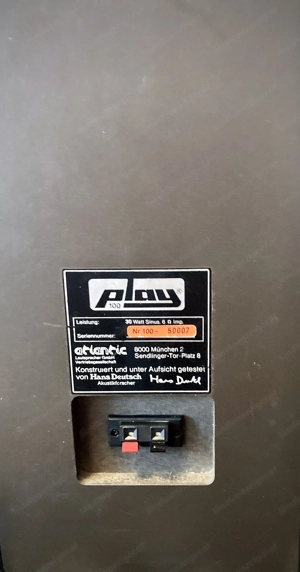 play
100
Leistung: 30 Watt Sinus, 6 Ω Imp.
Seriennummer: Nr 100 - 50007
atlantic 8000 München 2
Lautsprecher GmbH Sendlinger-Tor-Platz 8
Vertriebsgesellschaft
Konstruiert und unter Aufsicht getestet
von Hans Deutsch
Akustikforscher